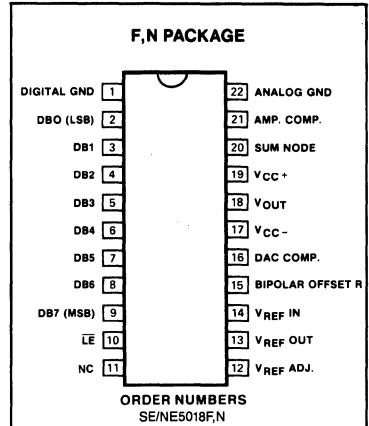 F,N PACKAGE
DIGITAL GND 1 22 ANALOG GND
DBO (LSB) 2 21 AMP. COMP.
DB1 3 20 SUM NODE
DB2 4 19 VCC +
DB3 5 18 VOUT
DB4 6 17 VCC −
DB5 7 16 DAC COMP.
DB6 8 15 BIPOLAR OFFSET R
DB7 (MSB) 9 14 VREF IN
L̅E̅ 10 13 VREF OUT
NC 11 12 VREF ADJ.
ORDER NUMBERS
SE/NE5018F,N